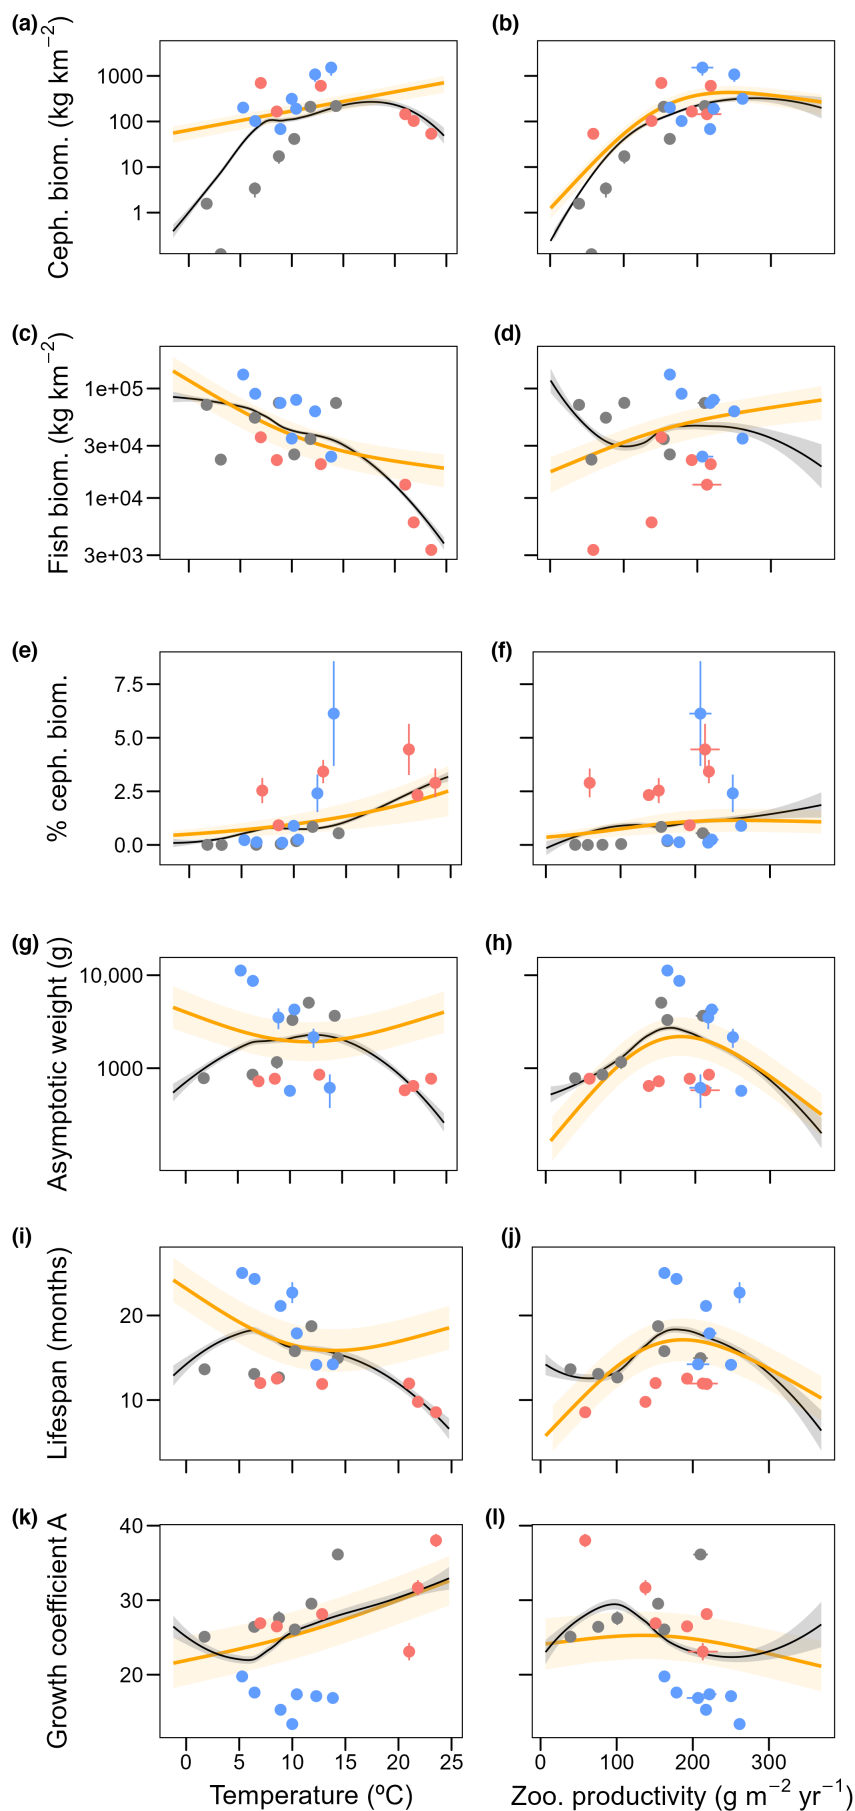 (a)
(b)
Ceph. biom. (kg km−2)
1000
100
10
1
(c)
(d)
Fish biom. (kg km−2)
1e+05
3e+04
1e+04
3e+03
(e)
(f)
% ceph. biom.
7.5
5.0
2.5
0.0
(g)
(h)
Asymptotic weight (g)
10,000
1000
(i)
(j)
Lifespan (months)
20
10
(k)
(l)
Growth coefficient A
40
30
20
0 5 10 15 20 25
0 100 200 300
Temperature (ºC)
Zoo. productivity (g m−2 yr−1)